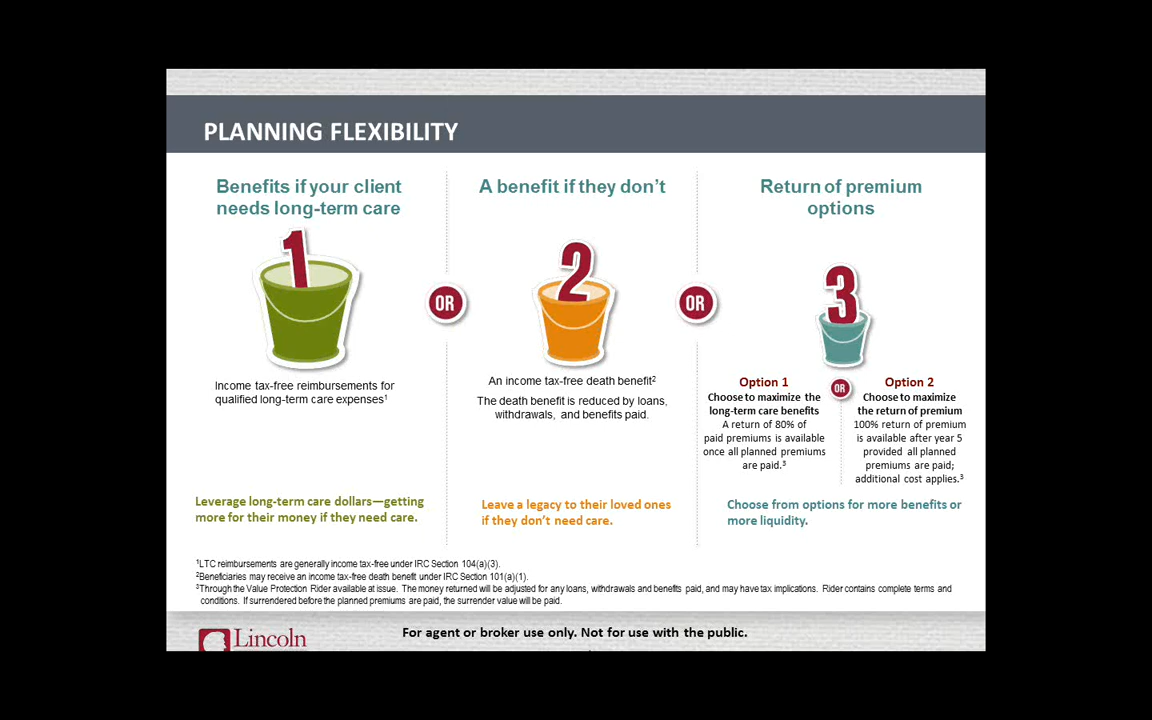 PLANNING FLEXIBILITY
Benefits if your client
needs long-term care
1
Income tax-free reimbursements for
qualified long-term care expenses1
Leverage long-term care dollars—getting
more for their money if they need care.
OR
A benefit if they don't
2
An income tax-free death benefit2
The death benefit is reduced by loans,
withdrawals, and benefits paid.
Leave a legacy to their loved ones
if they don't need care.
OR
Return of premium
options
3
Option 1
Choose to maximize the
long-term care benefits
A return of 80% of
paid premiums is available
once all planned premiums
are paid.3
OR
Option 2
Choose to maximize
the return of premium
100% return of premium
is available after year 5
provided all planned
premiums are paid;
additional cost applies.3
Choose from options for more benefits or
more liquidity.
1LTC reimbursements are generally income tax-free under IRC Section 104(a)(3).
2Beneficiaries may receive an income tax-free death benefit under IRC Section 101(a)(1).
3Through the Value Protection Rider available at issue. The money returned will be adjusted for any loans, withdrawals and benefits paid, and may have tax implications. Rider contains complete terms and
conditions. If surrendered before the planned premiums are paid, the surrender value will be paid.
Lincoln
For agent or broker use only. Not for use with the public.